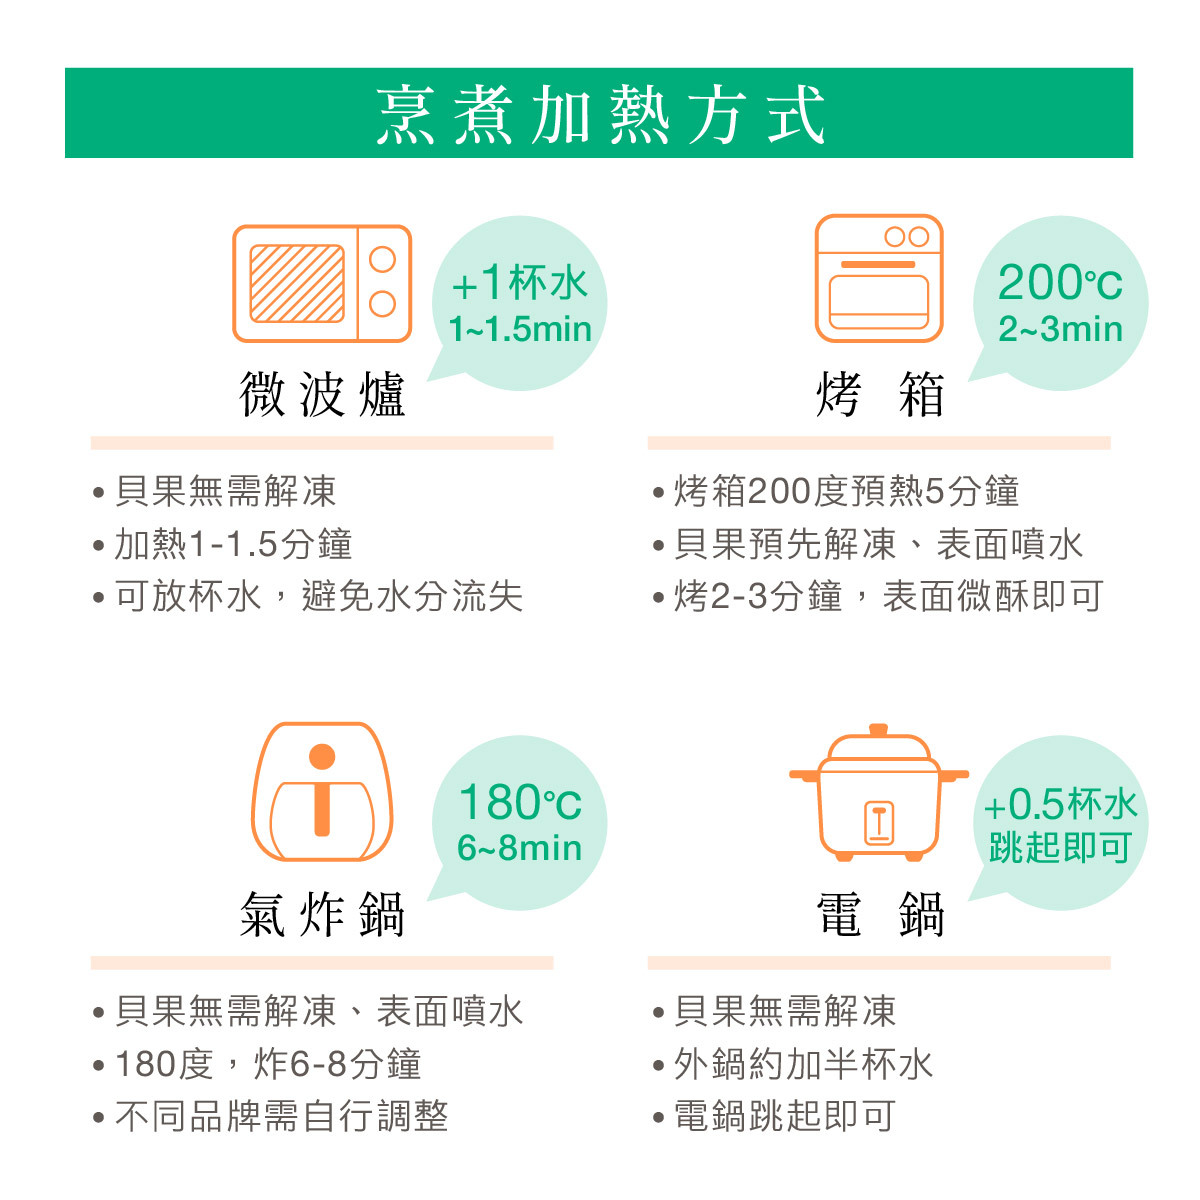 烹煮加熱方式
+1杯水
1~1.5min
微波爐
• 貝果無需解凍
• 加熱1-1.5分鐘
• 可放杯水，避免水分流失
200℃
2~3min
烤箱
• 烤箱200度預熱5分鐘
• 貝果預先解凍、表面噴水
• 烤2-3分鐘，表面微酥即可
180℃
6~8min
氣炸鍋
• 貝果無需解凍、表面噴水
• 180度，炸6-8分鐘
• 不同品牌需自行調整
+0.5杯水
跳起即可
電鍋
• 貝果無需解凍
• 外鍋約加半杯水
• 電鍋跳起即可